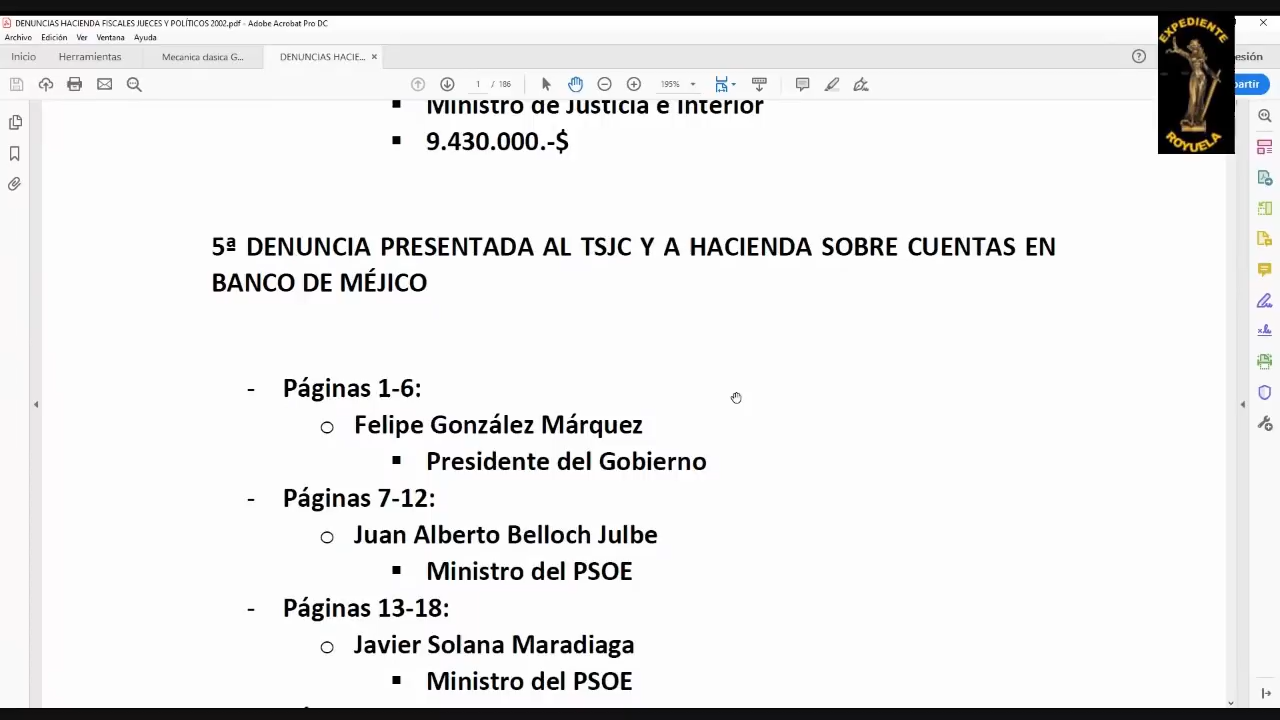 DENUNCIAS HACIENDA FISCALES JUECES Y POLÍTICOS 2002.pdf - Adobe Acrobat Pro DC
Archivo Edición Ver Ventana Ayuda
Inicio Herramientas Mecanica clasica G... DENUNCIAS HACIE... × esión
1 / 186 195% partir
EXPEDIENTE
ROYUELA
▪ Ministro de Justicia e Interior
▪ 9.430.000.-$
5ª DENUNCIA PRESENTADA AL TSJC Y A HACIENDA SOBRE CUENTAS EN
BANCO DE MÉJICO
- Páginas 1-6:
o Felipe González Márquez
▪ Presidente del Gobierno
- Páginas 7-12:
o Juan Alberto Belloch Julbe
▪ Ministro del PSOE
- Páginas 13-18:
o Javier Solana Maradiaga
▪ Ministro del PSOE